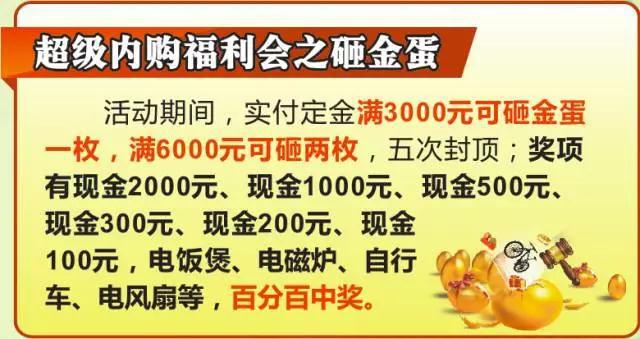 超级内购福利会之砸金蛋
活动期间，实付定金满3000元可砸金蛋
一枚，满6000元可砸两枚，五次封顶；奖项
有现金2000元、现金1000元、现金500元、
现金300元、现金200元、现金
100元，电饭煲、电磁炉、自行
车、电风扇等，百分百中奖。